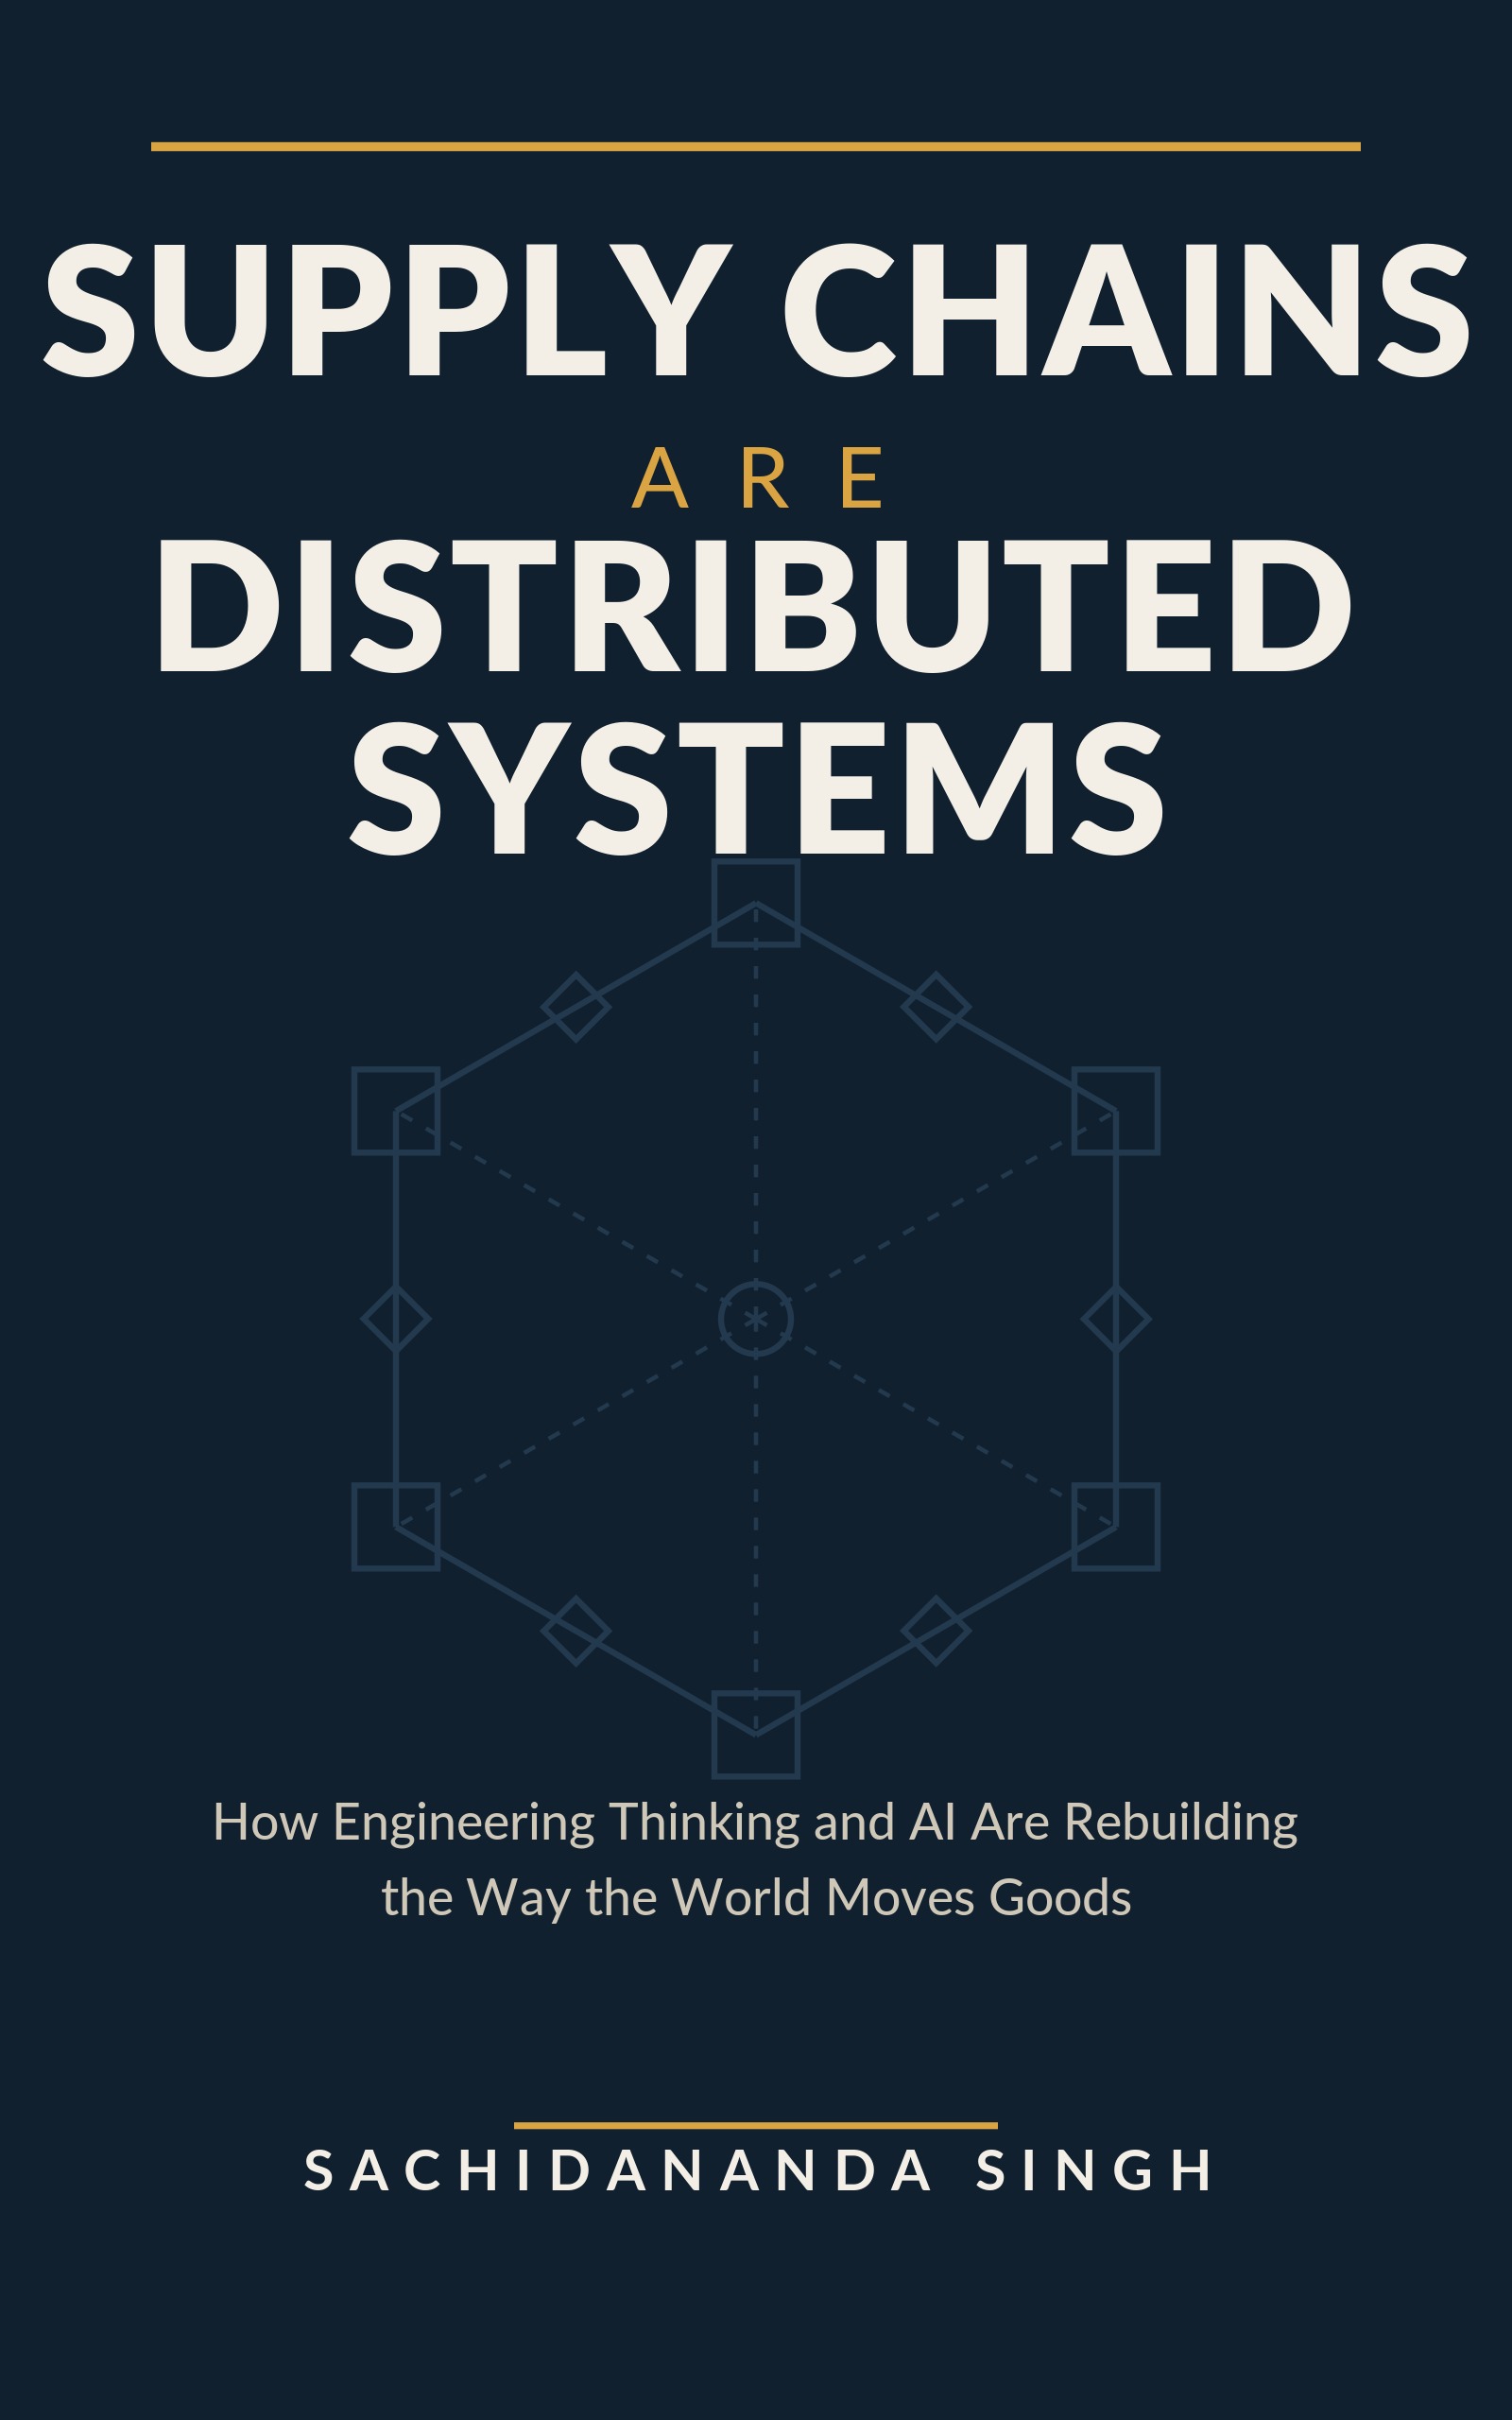 SUPPLY CHAINS
ARE
DISTRIBUTED
SYSTEMS
How Engineering Thinking and AI Are Rebuilding
the Way the World Moves Goods
SACHIDANANDA SINGH